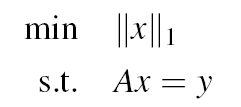 min ‖x‖₁
s.t. Ax = y